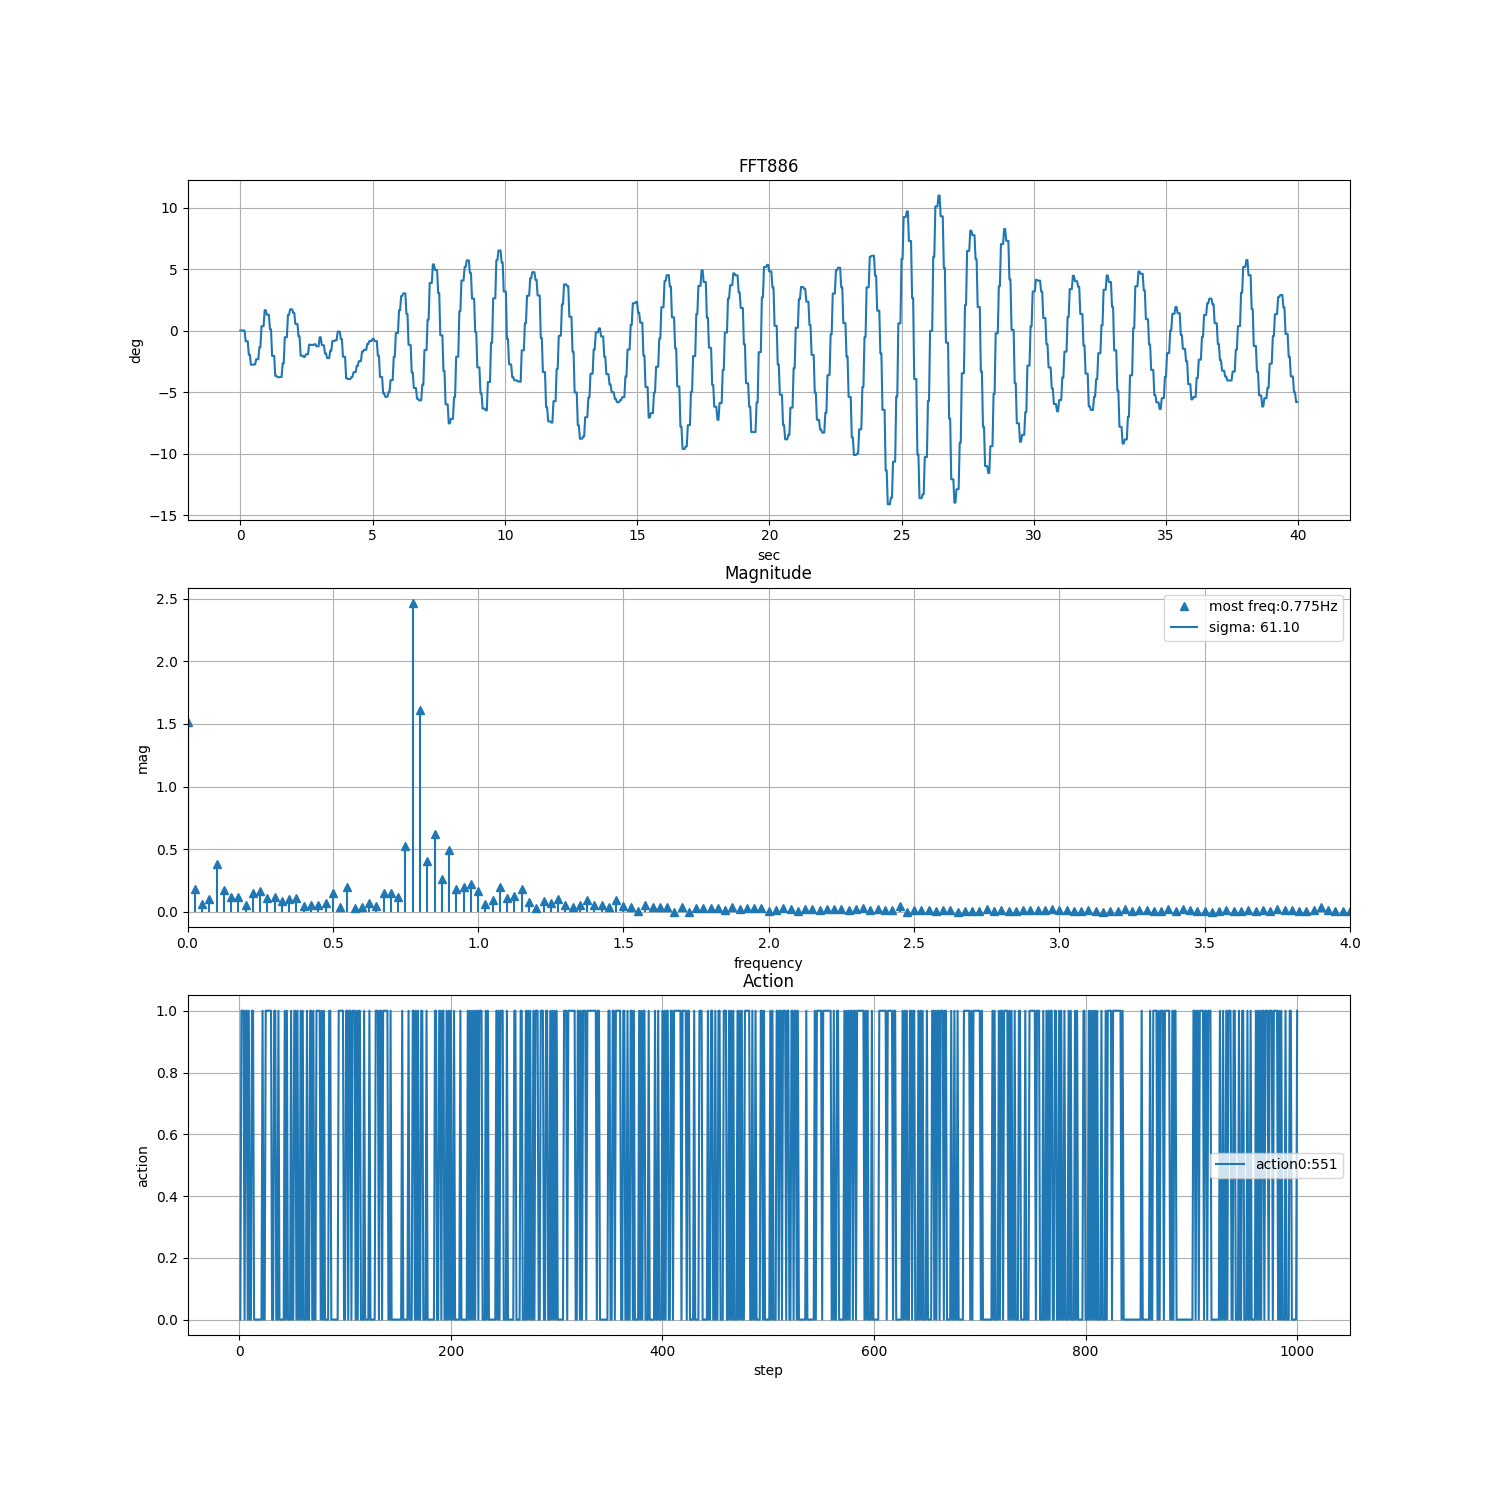 FFT886
10
5
0
−5
−10
−15
deg
0 5 10 15 20 25 30 35 40
sec
Magnitude
2.5
2.0
1.5
1.0
0.5
0.0
mag
most freq:0.775Hz
sigma: 61.10
0.0 0.5 1.0 1.5 2.0 2.5 3.0 3.5 4.0
frequency
Action
1.0
0.8
0.6
0.4
0.2
0.0
action
action0:551
0 200 400 600 800 1000
step